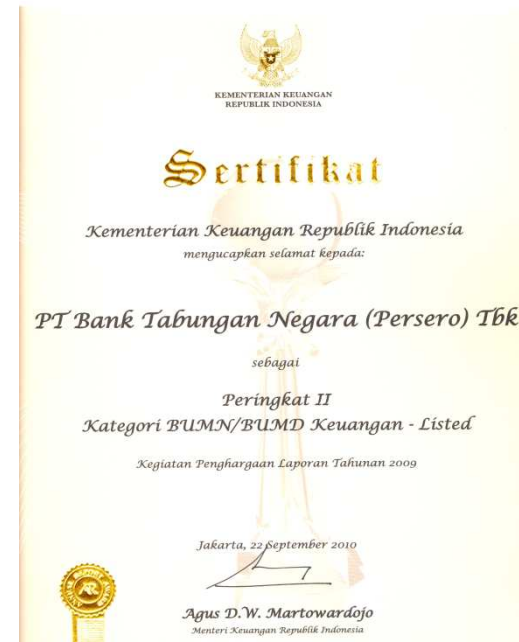 KEMENTERIAN KEUANGAN
REPUBLIK INDONESIA
Sertifikat
Kementerian Keuangan Republik Indonesia
mengucapkan selamat kepada:
PT Bank Tabungan Negara (Persero) Tbk
sebagai
Peringkat II
Kategori BUMN/BUMD Keuangan - Listed
Kegiatan Penghargaan Laporan Tahunan 2009
Jakarta, 22 September 2010
Agus D.W. Martowardojo
Menteri Keuangan Republik Indonesia